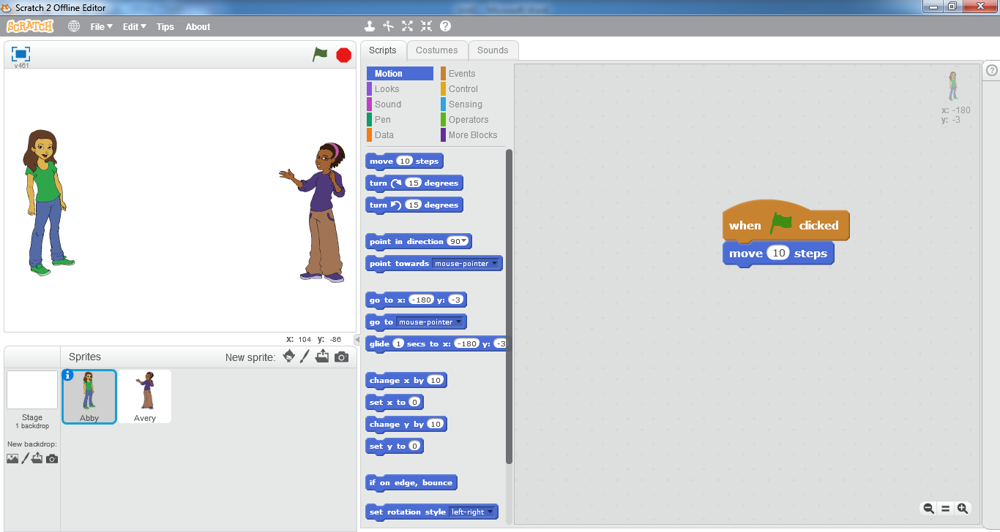 Scratch 2 Offline Editor
SCRATCH File Edit Tips About
v461
Scripts Costumes Sounds
Motion Events
Looks Control
Sound Sensing
Pen Operators
Data More Blocks
move 10 steps
turn 15 degrees
turn 15 degrees
point in direction 90
point towards mouse-pointer
go to x: -180 y: -3
go to mouse-pointer
glide 1 secs to x: -180 y: -3
change x by 10
set x to 0
change y by 10
set y to 0
if on edge, bounce
set rotation style left-right
when clicked
move 10 steps
x: -180
y: -3
x: 104 y: -86
Sprites New sprite:
Stage
1 backdrop
New backdrop:
Abby Avery